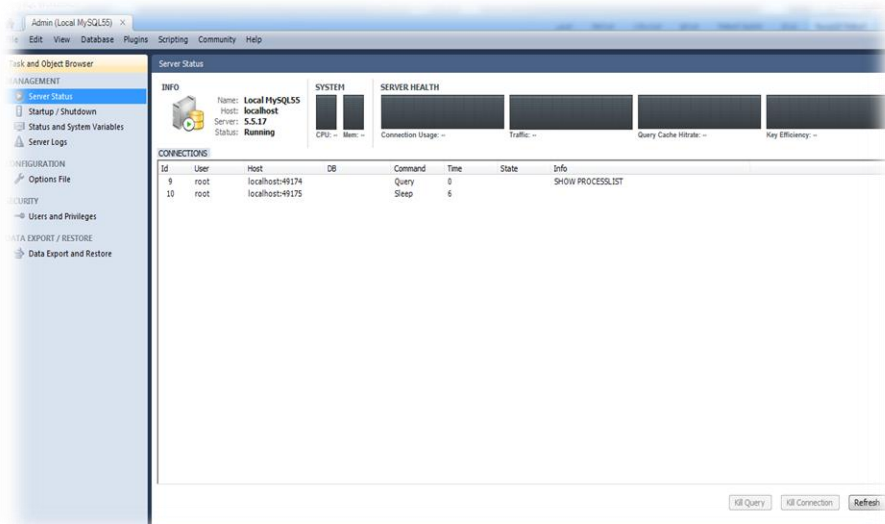 Admin (Local MySQL55) ×
Edit View Database Plugins Scripting Community Help
Task and Object Browser
Server Status
MANAGEMENT
Server Status
Startup / Shutdown
Status and System Variables
Server Logs
CONFIGURATION
Options File
SECURITY
Users and Privileges
DATA EXPORT / RESTORE
Data Export and Restore
INFO
Name: Local MySQL55
Host: localhost
Server: 5.5.17
Status: Running
SYSTEM
CPU: -- Mem: --
SERVER HEALTH
Connection Usage: -- Traffic: -- Query Cache Hitrate: -- Key Efficiency: --
CONNECTIONS
Id User Host DB Command Time State Info
9 root localhost:49174 Query 0 SHOW PROCESSLIST
10 root localhost:49175 Sleep 6
Kill Query Kill Connection Refresh